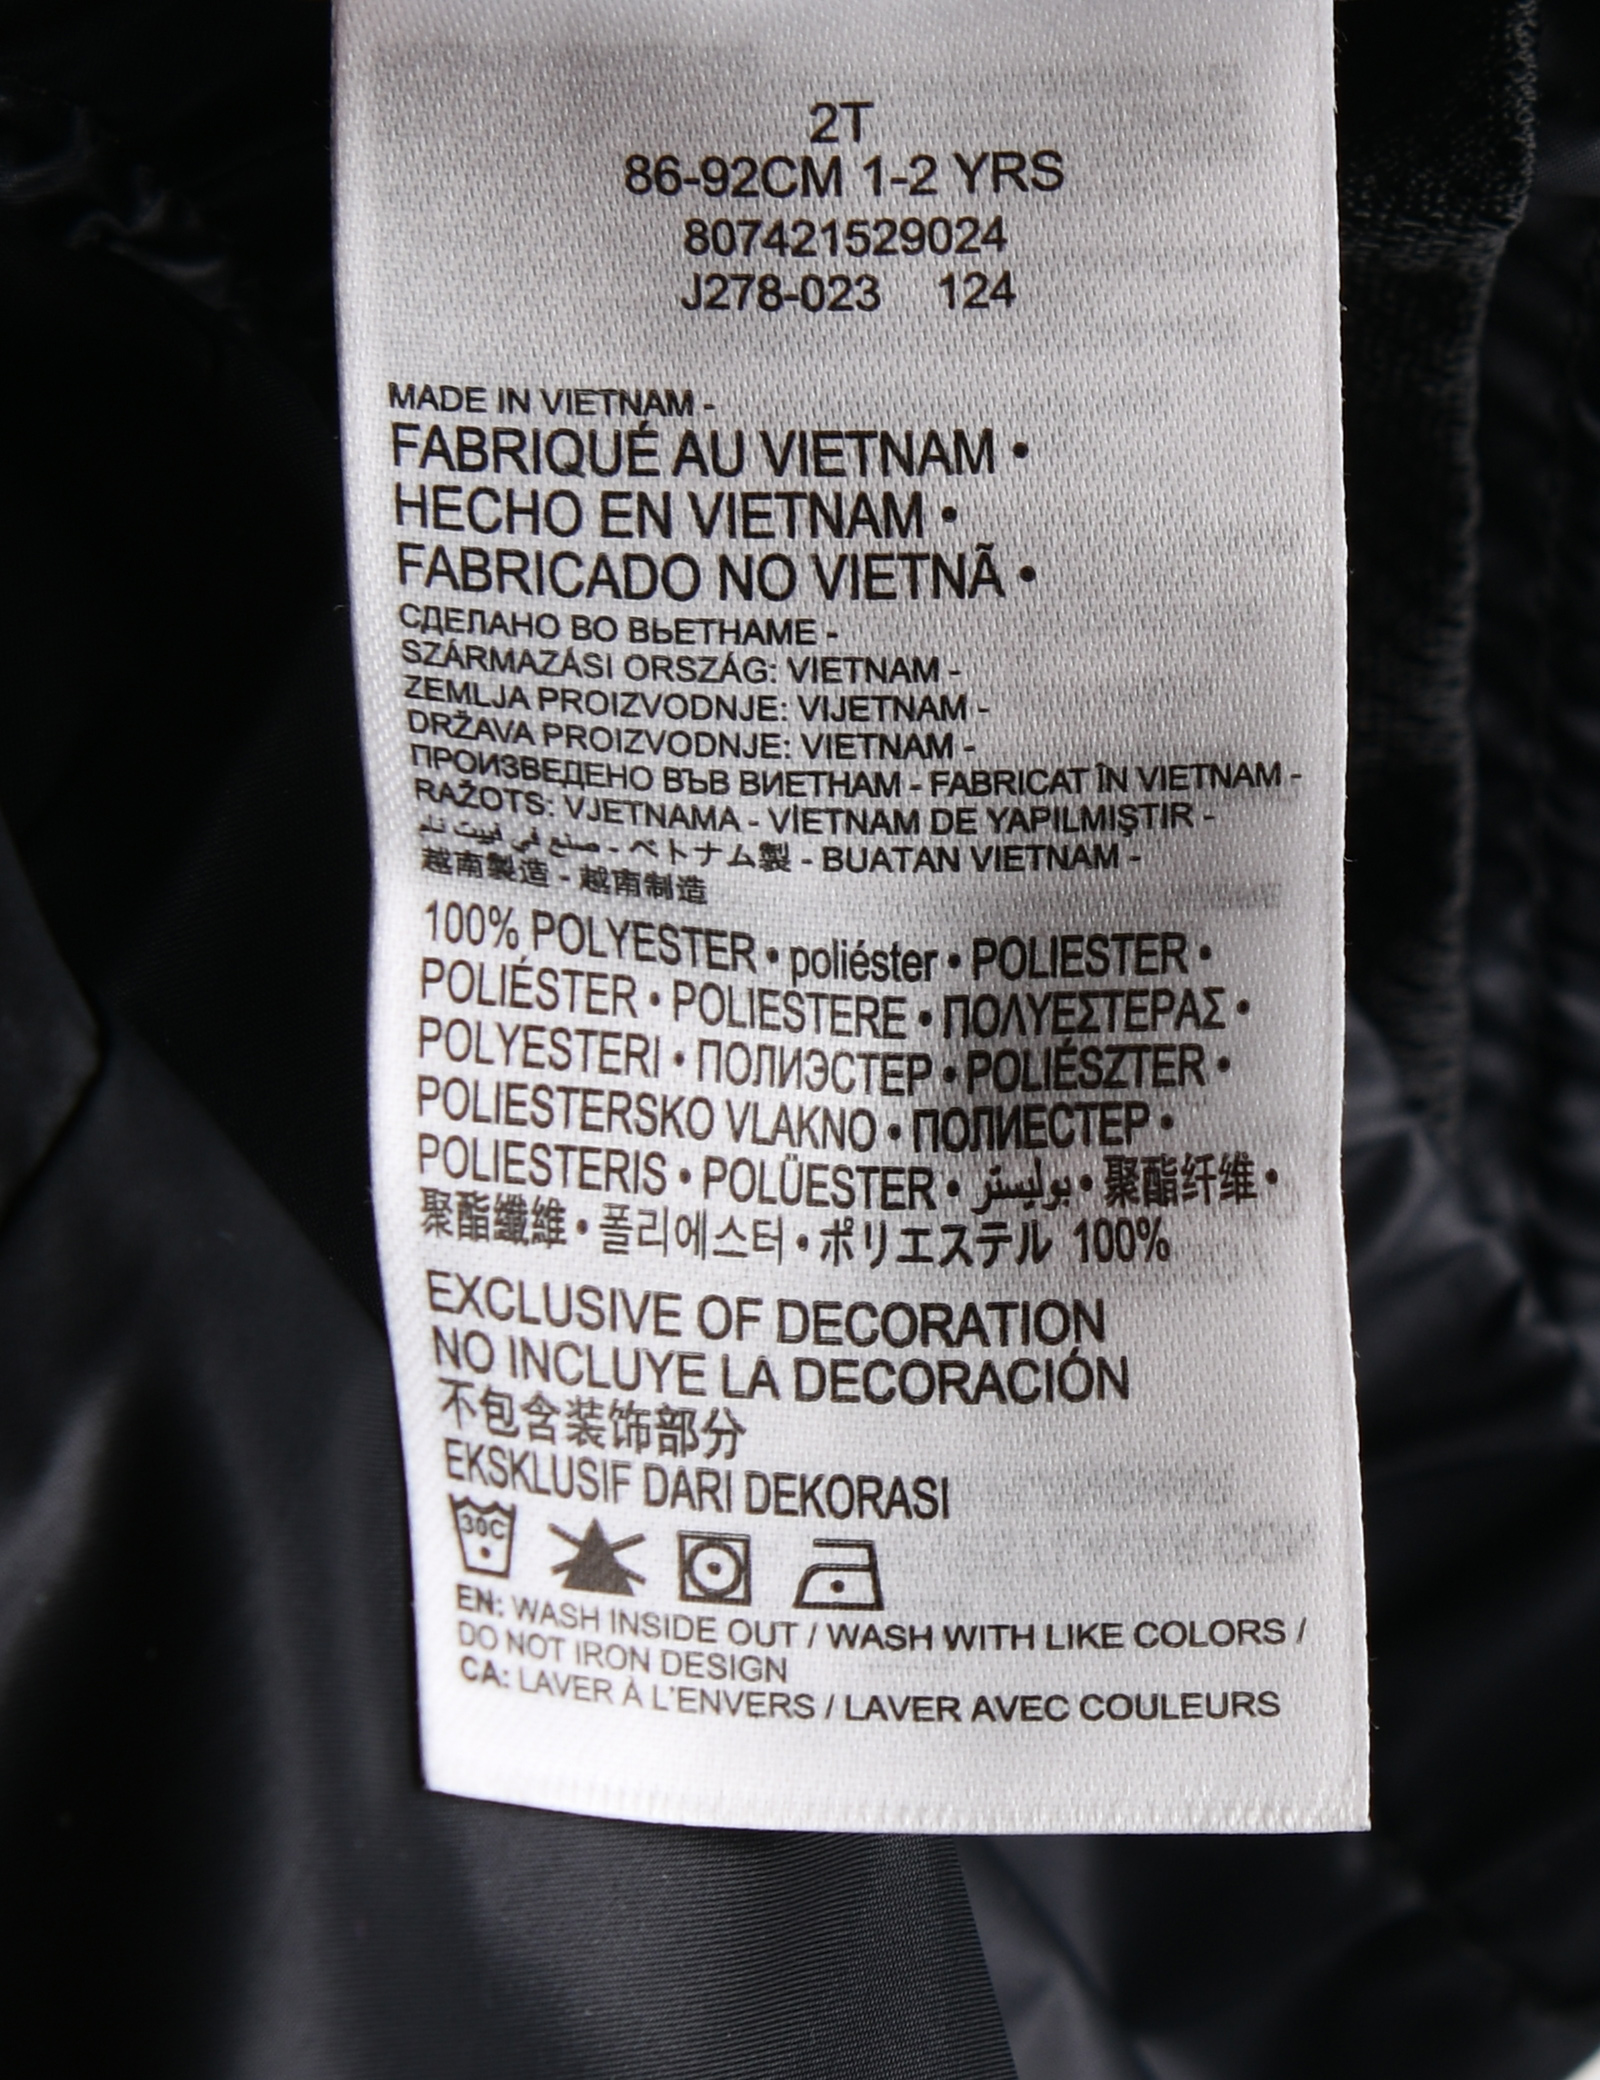 2T
86-92CM 1-2 YRS
807421529024
J278-023 124
MADE IN VIETNAM -
FABRIQUÉ AU VIETNAM •
HECHO EN VIETNAM •
FABRICADO NO VIETNÃ •
СДЕЛАНО ВО ВЬЕТНАМЕ -
SZÁRMAZÁSI ORSZÁG: VIETNAM -
ZEMLJA PROIZVODNJE: VIJETNAM -
DRŽAVA PROIZVODNJE: VIETNAM -
ПРОИЗВЕДЕНО ВЪВ ВИЕТНАМ - FABRICAT ÎN VIETNAM -
RAŽOTS: VJETNAMA - VİETNAM DE YAPILMIŞTIR -
صنع في فييت نام - ベトナム製 - BUATAN VIETNAM -
越南製造 - 越南制造
100% POLYESTER • poliéster • POLIESTER •
POLIÉSTER • POLIESTERE • ΠΟΛΥΕΣΤΕΡΑΣ •
POLYESTERI • ПОЛИЭСТЕР • POLIÉSZTER •
POLIESTERSKO VLAKNO • ПОЛИЕСТЕР •
POLIESTERIS • POLÜESTER • بوليستر • 聚酯纤维 •
聚酯纖維 • 폴리에스터 • ポリエステル 100%
EXCLUSIVE OF DECORATION
NO INCLUYE LA DECORACIÓN
不包含装饰部分
EKSKLUSIF DARI DEKORASI
30C
EN: WASH INSIDE OUT / WASH WITH LIKE COLORS /
DO NOT IRON DESIGN
CA: LAVER À L'ENVERS / LAVER AVEC COULEURS